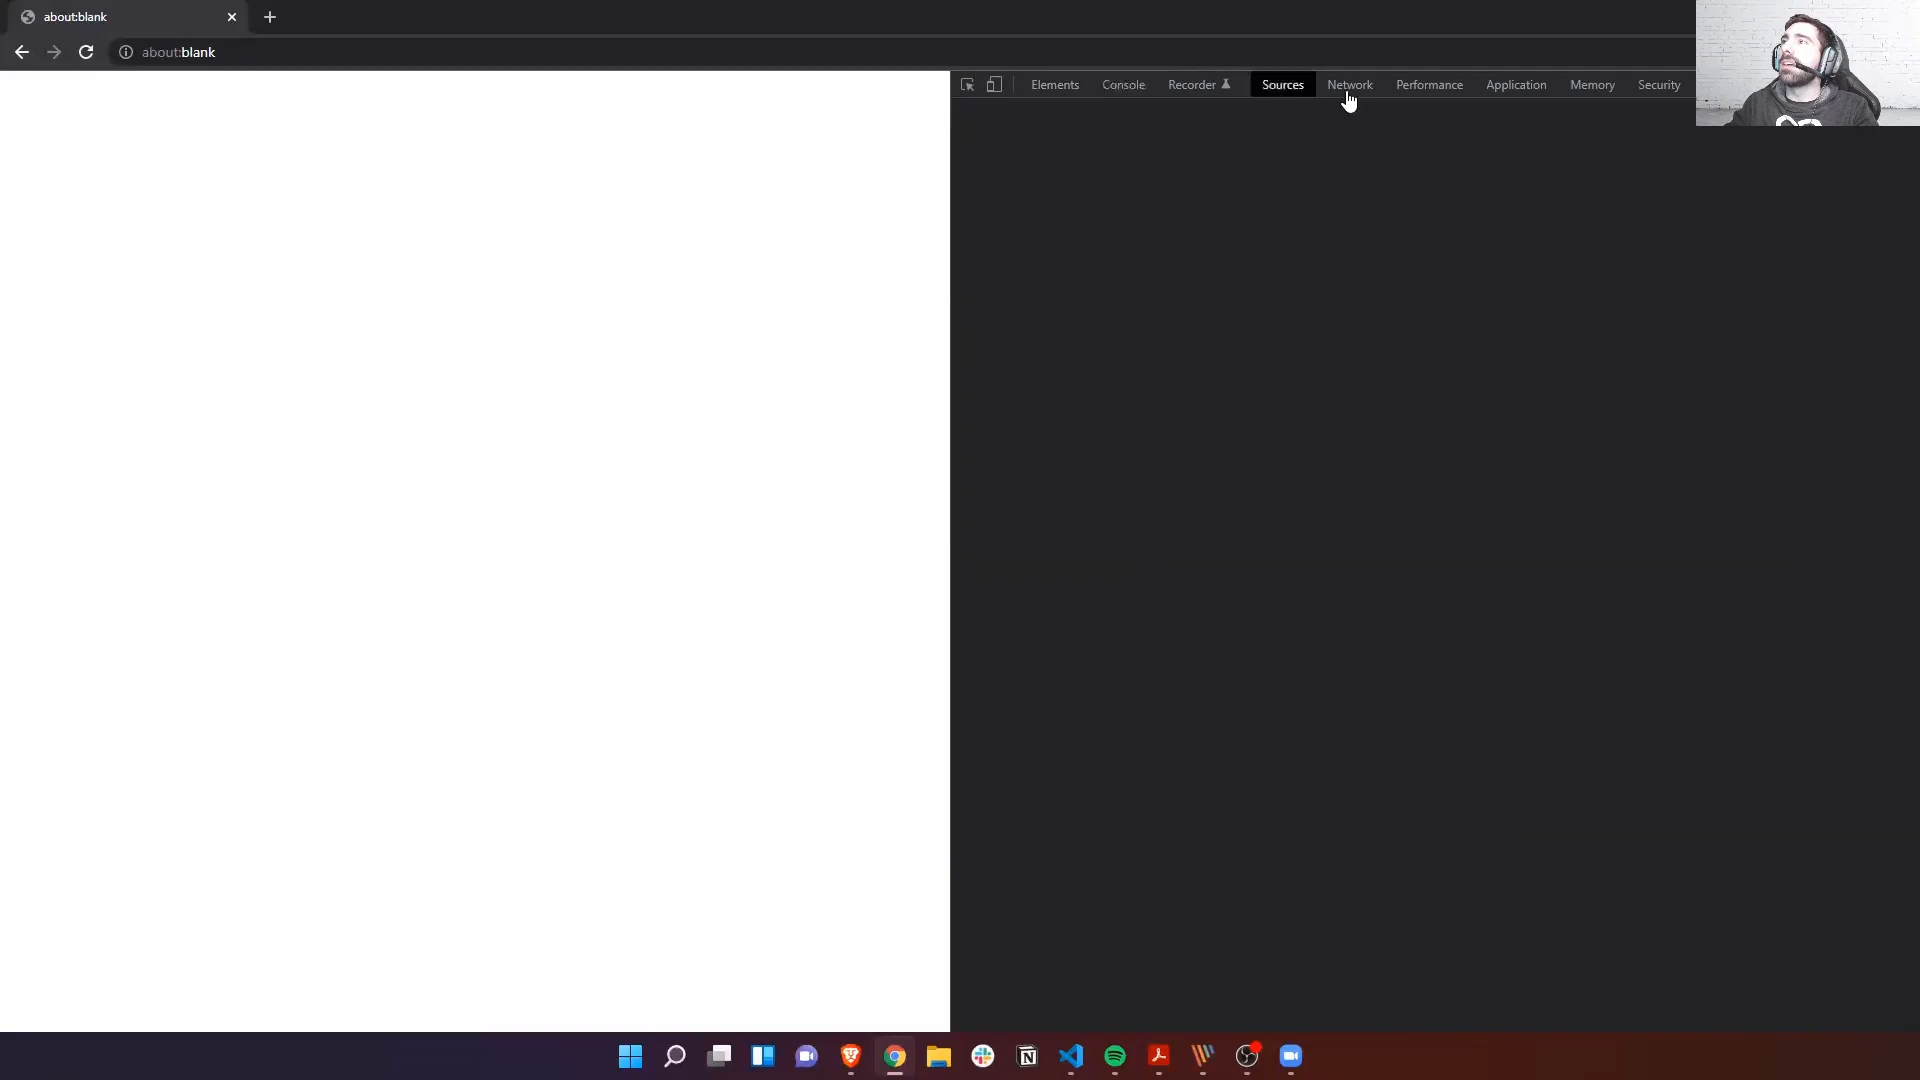 about:blank
about:blank
Elements Console Recorder Sources Network Performance Application Memory Security